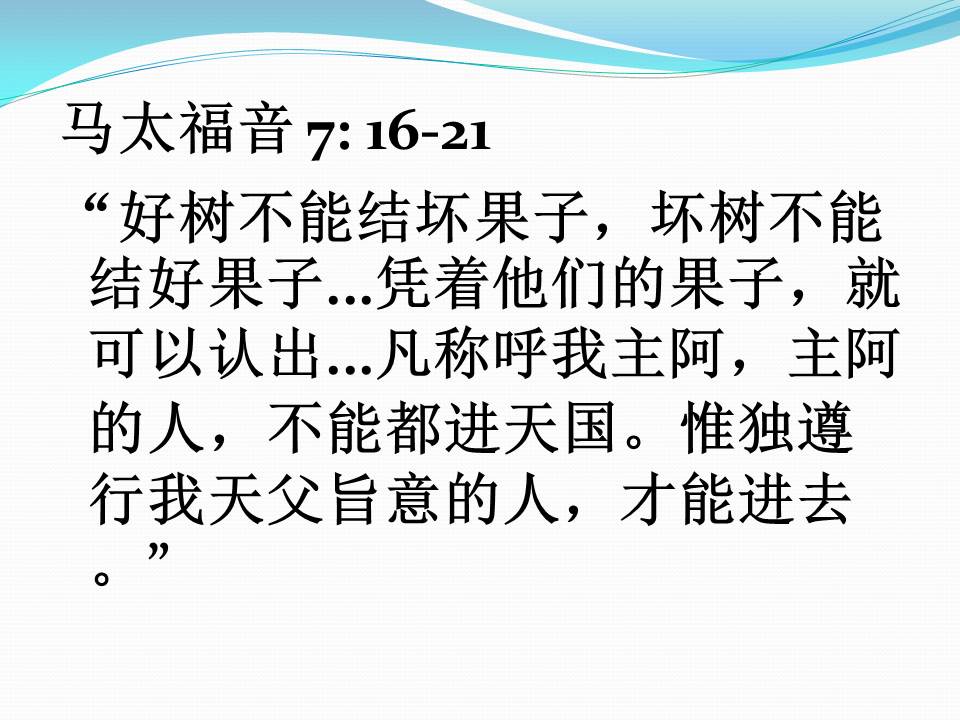 马太福音 7: 16-21
“好树不能结坏果子，坏树不能
结好果子...凭着他们的果子，就
可以认出...凡称呼我主阿，主阿
的人，不能都进天国。惟独遵
行我天父旨意的人，才能进去
。”